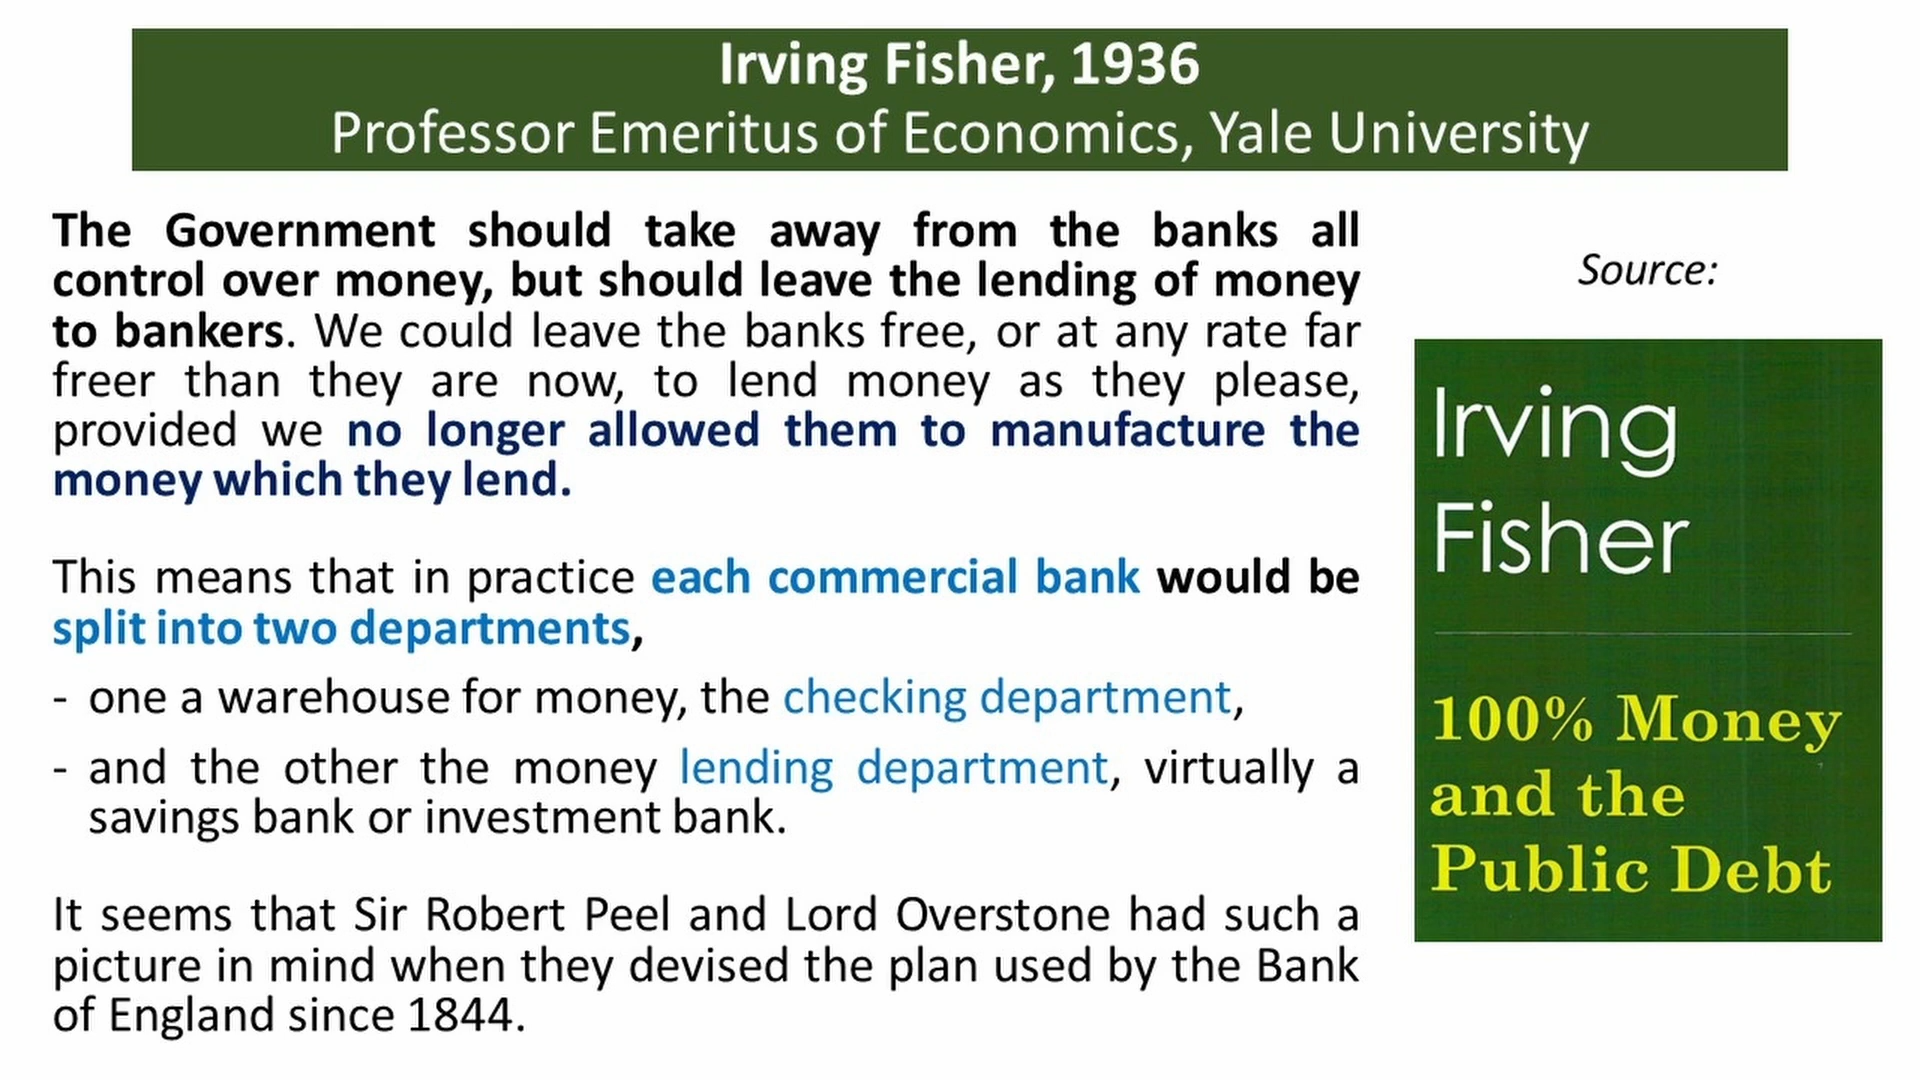 Irving Fisher, 1936
Professor Emeritus of Economics, Yale University
The Government should take away from the banks all
control over money, but should leave the lending of money
to bankers. We could leave the banks free, or at any rate far
freer than they are now, to lend money as they please,
provided we no longer allowed them to manufacture the
money which they lend.
This means that in practice each commercial bank would be
split into two departments,
- one a warehouse for money, the checking department,
- and the other the money lending department, virtually a
savings bank or investment bank.
It seems that Sir Robert Peel and Lord Overstone had such a
picture in mind when they devised the plan used by the Bank
of England since 1844.
Source:
Irving
Fisher
100% Money
and the
Public Debt